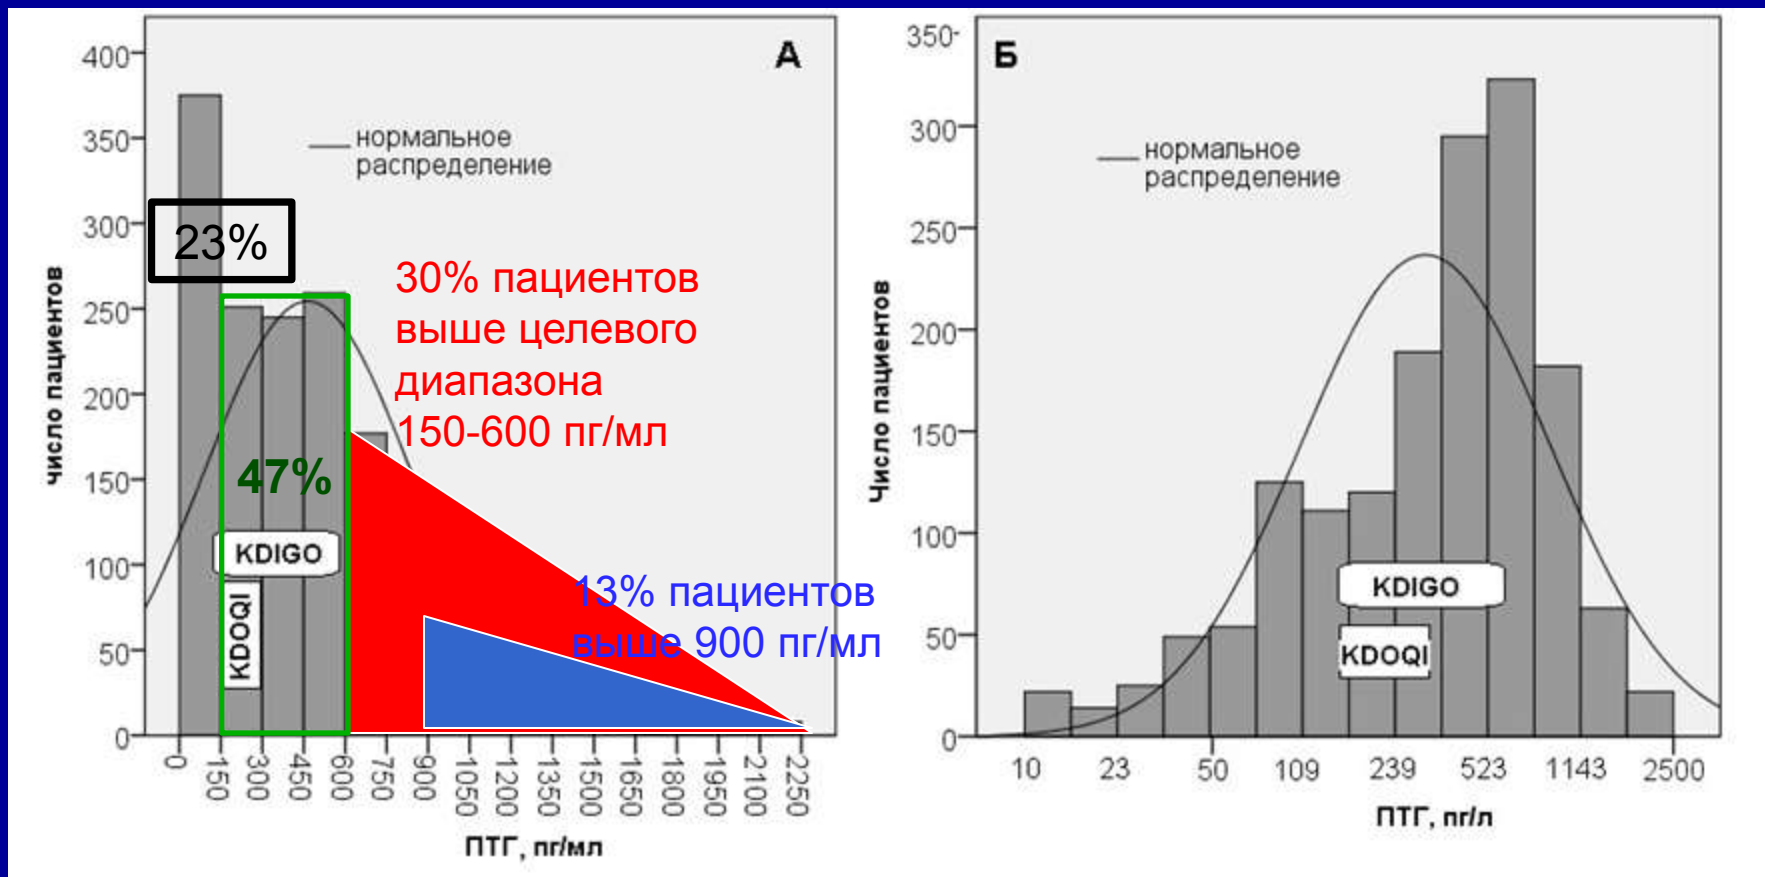 А
400
350
300
250
200
150
100
50
0
число пациентов
нормальное
распределение
23%
30% пациентов
выше целевого
диапазона
150-600 пг/мл
47%
KDIGO
KDOQI
13% пациентов
выше 900 пг/мл
0
150
300
450
600
750
900
1050
1200
1350
1500
1650
1800
1950
2100
2250
ПТГ, пг/мл
Б
350-
300
250
200
150
100
50
0
Число пациентов
нормальное
распределение
KDIGO
KDOQI
10
23
50
109
239
523
1143
2500
ПТГ, пг/л